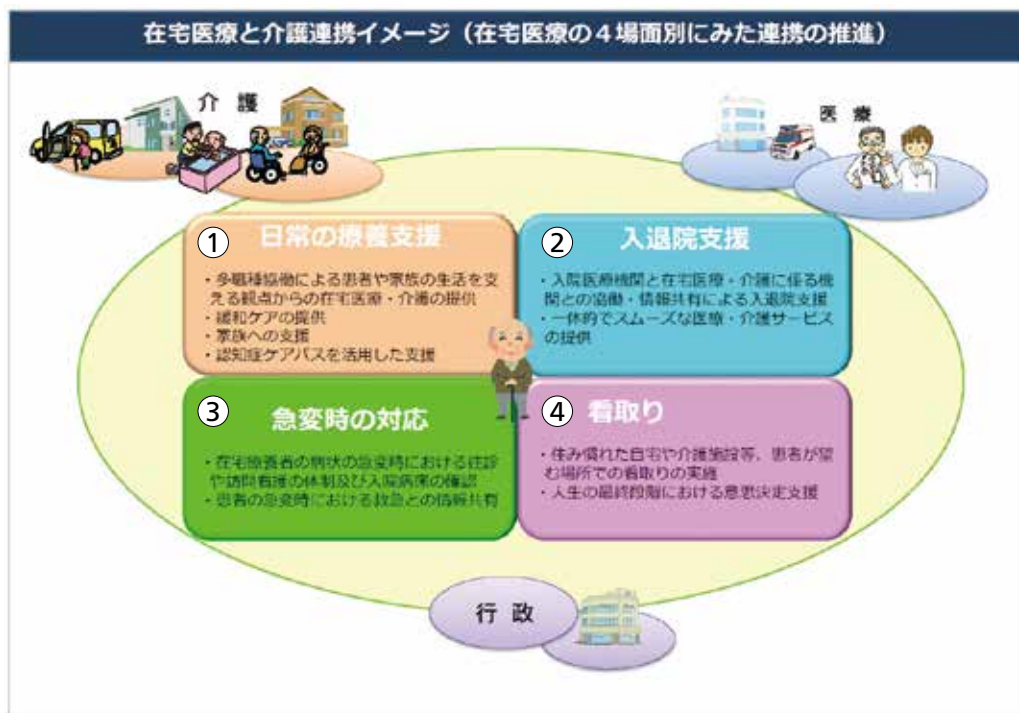 在宅医療と介護連携イメージ（在宅医療の４場面別にみた連携の推進）
介護
医療
① 日常の療養支援
・多職種協働による患者や家族の生活を支
える観点からの在宅医療・介護の提供
・緩和ケアの提供
・家族への支援
・認知症ケアパスを活用した支援
② 入退院支援
・入院医療機関と在宅医療・介護に係る機
関との協働・情報共有による入退院支援
・一体的でスムーズな医療・介護サービス
の提供
③ 急変時の対応
・在宅療養者の病状の急変時における往診
や訪問看護の体制及び入院病床の確認
・患者の急変時における救急との情報共有
④ 看取り
・住み慣れた自宅や介護施設等、患者が望
む場所での看取りの実施
・人生の最終段階における意思決定支援
行政